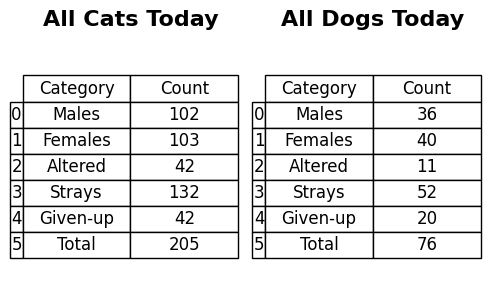 All Cats Today
Category Count
0 Males 102
1 Females 103
2 Altered 42
3 Strays 132
4 Given-up 42
5 Total 205
All Dogs Today
Category Count
0 Males 36
1 Females 40
2 Altered 11
3 Strays 52
4 Given-up 20
5 Total 76